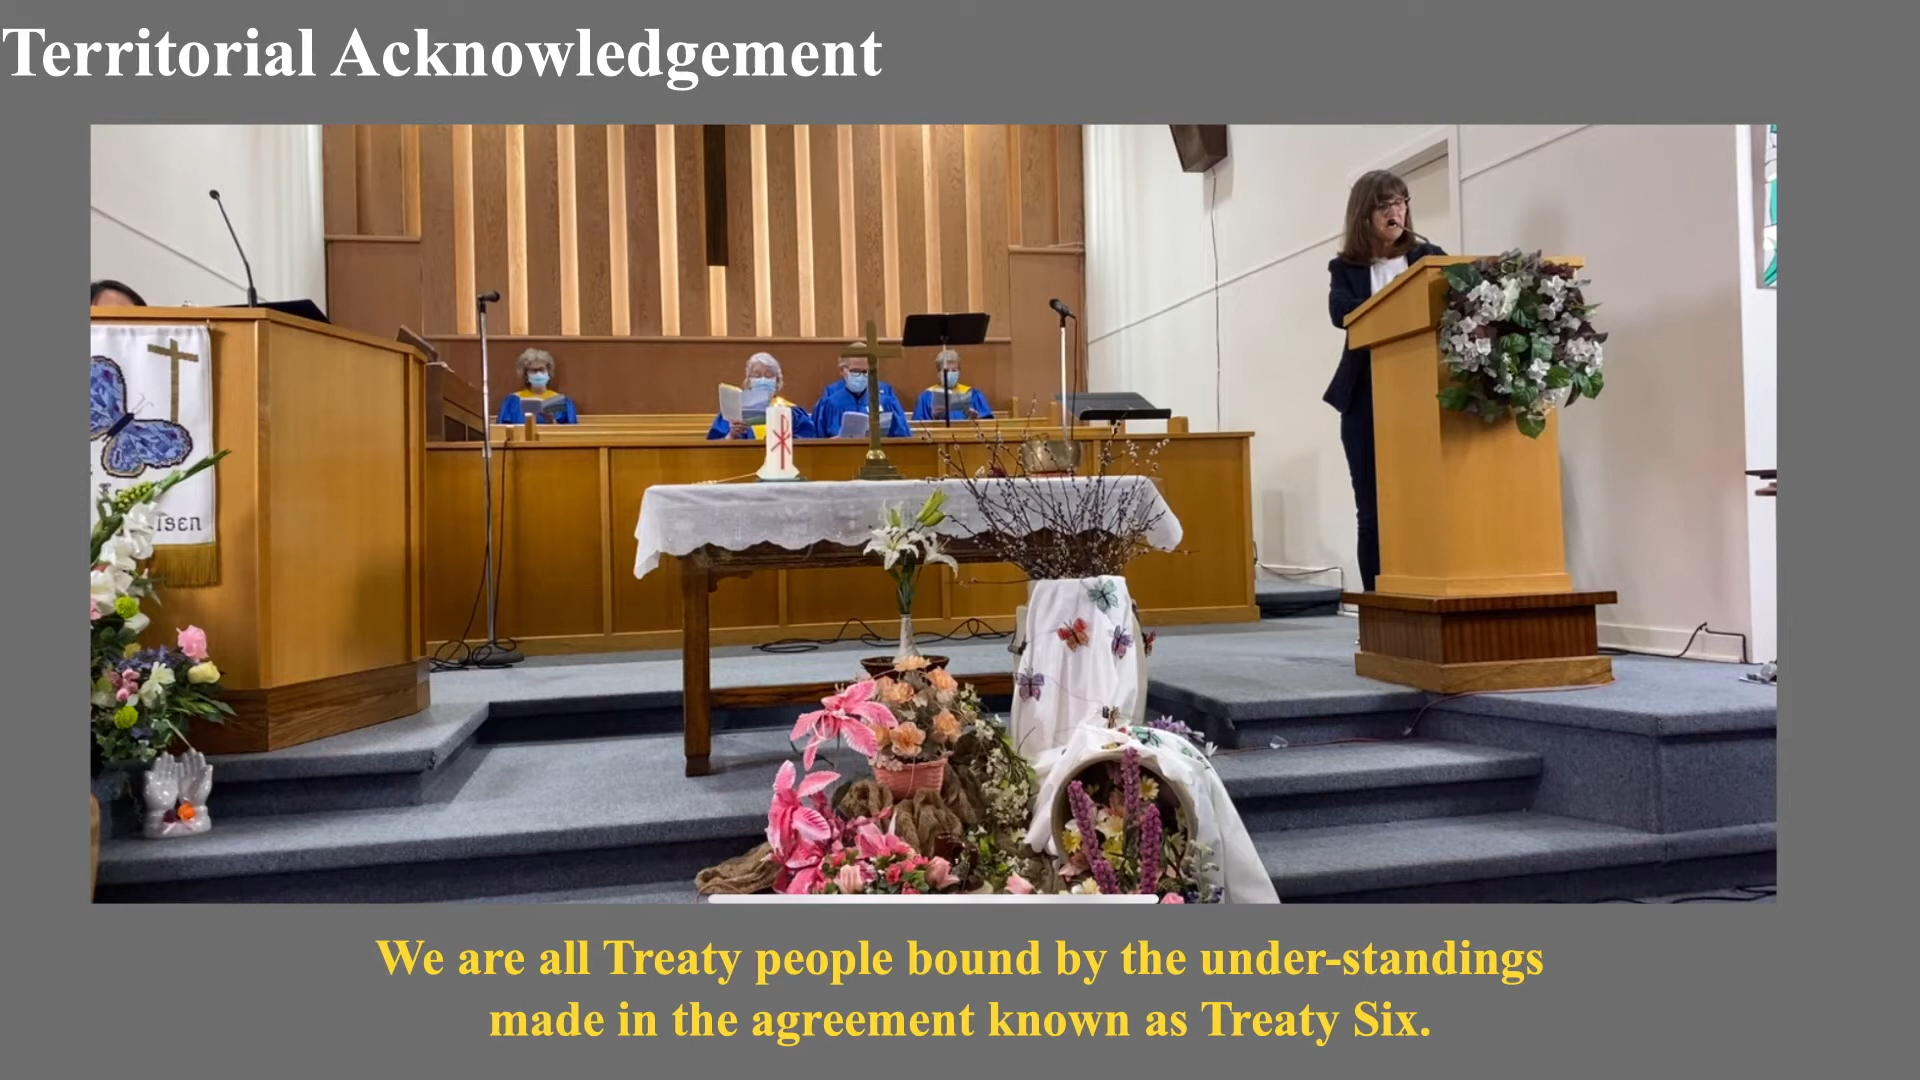 Territorial Acknowledgement
isen
We are all Treaty people bound by the under-standings
made in the agreement known as Treaty Six.